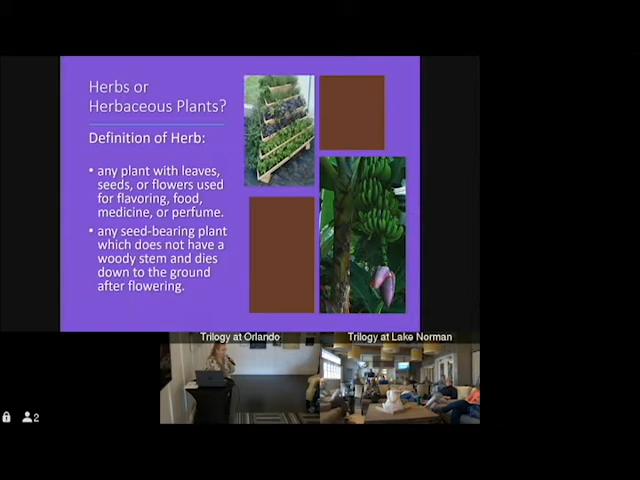 Herbs or
Herbaceous Plants?
Definition of Herb:
• any plant with leaves,
seeds, or flowers used
for flavoring, food,
medicine, or perfume.
• any seed-bearing plant
which does not have a
woody stem and dies
down to the ground
after flowering.
Trilogy at Orlando
Trilogy at Lake Norman
2